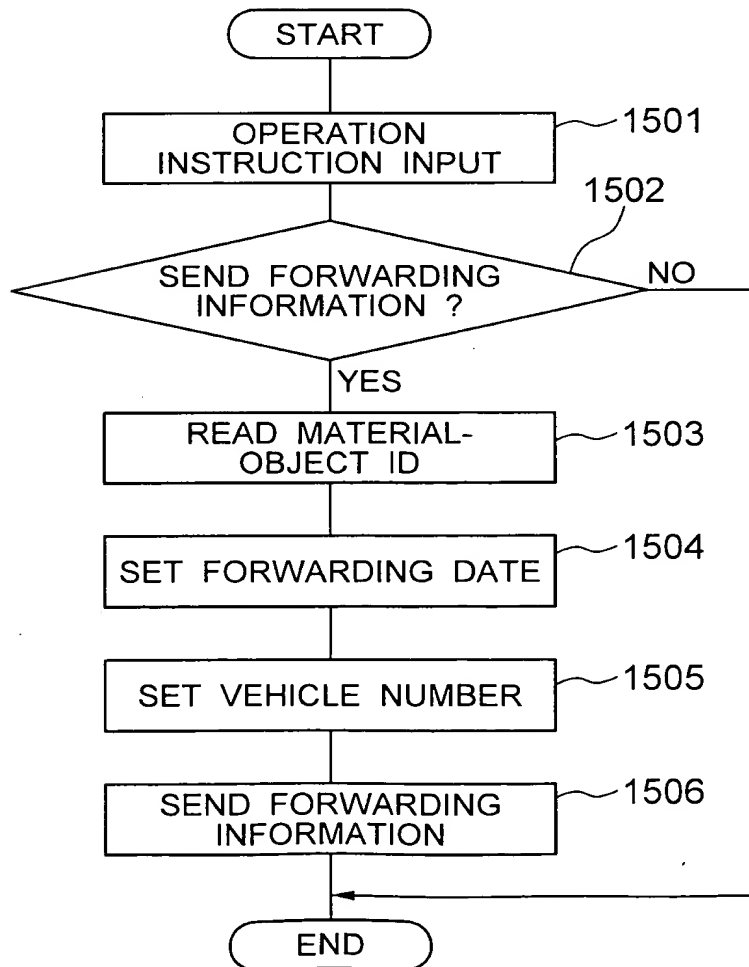 START
OPERATION
INSTRUCTION INPUT
1501
1502
SEND FORWARDING
INFORMATION ?
NO
YES
READ MATERIAL-
OBJECT ID
1503
SET FORWARDING DATE
1504
SET VEHICLE NUMBER
1505
SEND FORWARDING
INFORMATION
1506
END